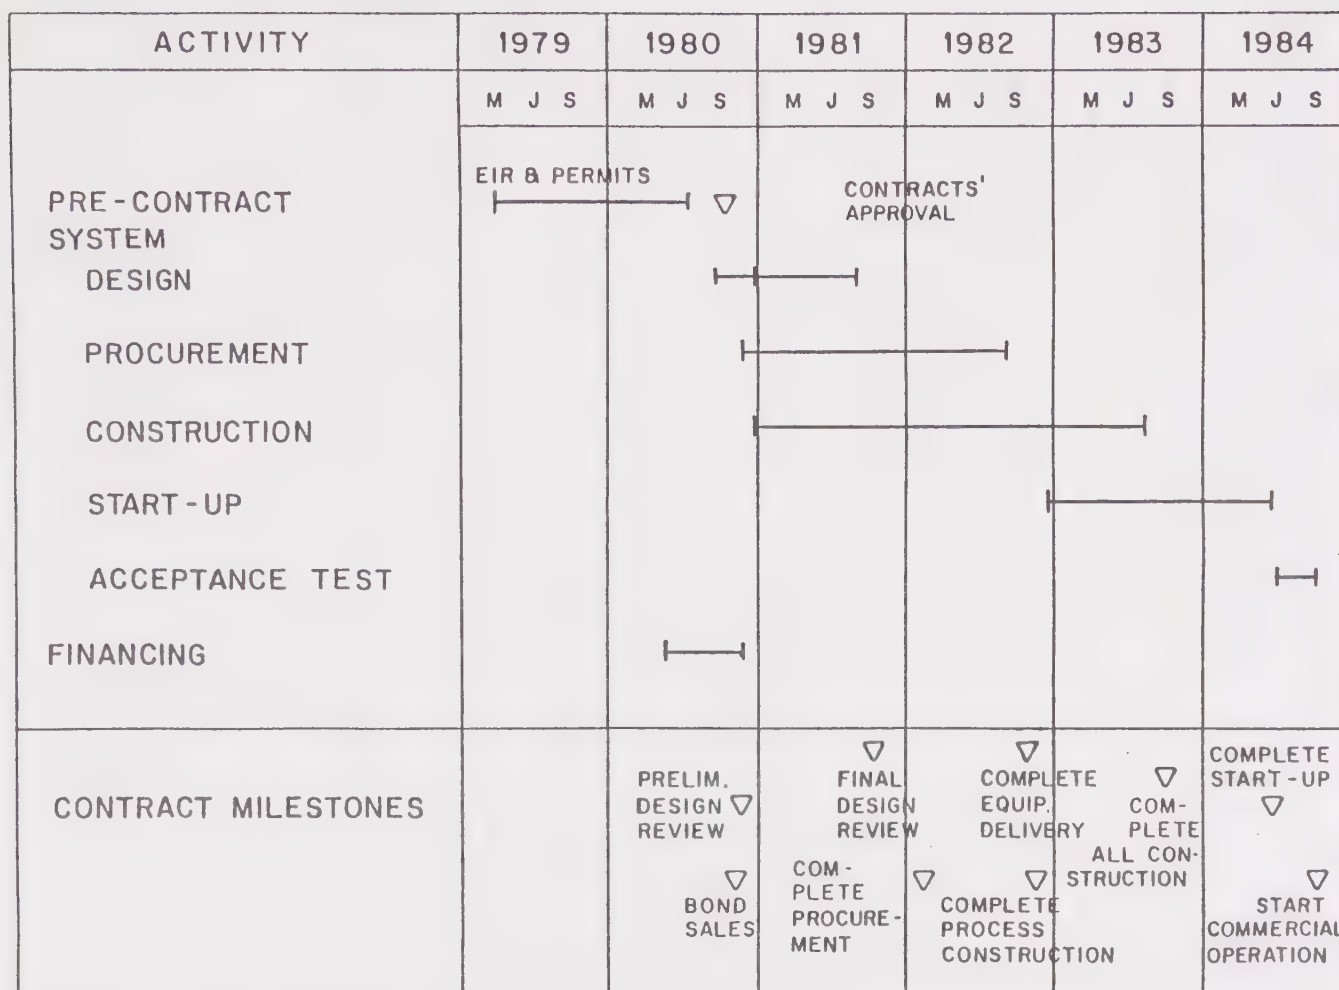 ACTIVITY 1979 1980 1981 1982 1983 1984
M J S M J S M J S M J S M J S M J S
EIR & PERMITS
PRE-CONTRACT
SYSTEM
CONTRACTS'
APPROVAL
DESIGN
PROCUREMENT
CONSTRUCTION
START-UP
ACCEPTANCE TEST
FINANCING
CONTRACT MILESTONES
PRELIM.
DESIGN
REVIEW
BOND
SALES
FINAL
DESIGN
REVIEW
COM-
PLETE
PROCURE-
MENT
COMPLETE
EQUIP.
DELIVERY
COMPLETE
PROCESS
CONSTRUCTION
COM-
PLETE
ALL CON-
STRUCTION
COMPLETE
START-UP
START
COMMERCIAL
OPERATION